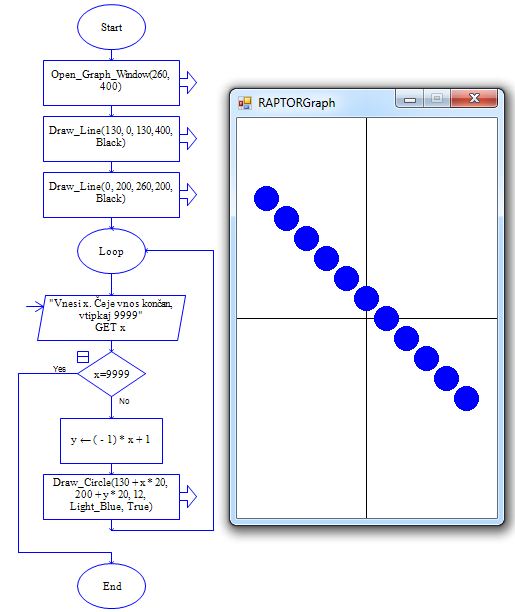 Start
Open_Graph_Window(260,
400)
Draw_Line(130, 0, 130, 400,
Black)
Draw_Line(0, 200, 260, 200,
Black)
Loop
"Vnesi x. Če je vnos končan,
vtipkaj 9999"
GET x
Yes
x=9999
No
y ← ( - 1) * x + 1
Draw_Circle(130 + x * 20,
200 + y * 20, 12,
Light_Blue, True)
End
RAPTORGraph